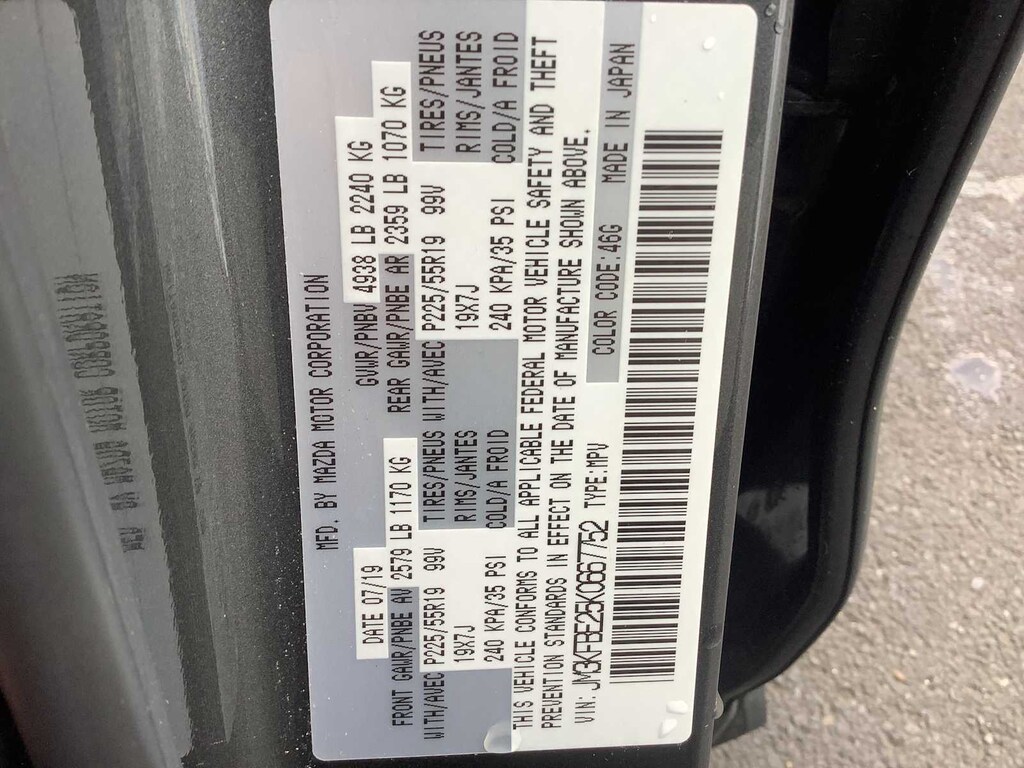 MFD. BY MAZDA MOTOR CORPORATION
DATE 07/19 GVWR/PNBV 4938 LB 2240 KG
FRONT GAWR/PNBE AV 2579 LB 1170 KG REAR GAWR/PNBE AR 2359 LB 1070 KG
WITH/AVEC P225/55R19 99V TIRES/PNEUS WITH/AVEC P225/55R19 99V TIRES/PNEUS
19X7J RIMS/JANTES 19X7J RIMS/JANTES
240 KPA/35 PSI COLD/A FROID 240 KPA/35 PSI COLD/A FROID
THIS VEHICLE CONFORMS TO ALL APPLICABLE FEDERAL MOTOR VEHICLE SAFETY AND THEFT
PREVENTION STANDARDS IN EFFECT ON THE DATE OF MANUFACTURE SHOWN ABOVE.
VIN: JM3KFBE25K0667752 TYPE:MPV COLOR CODE:46G MADE IN JAPAN